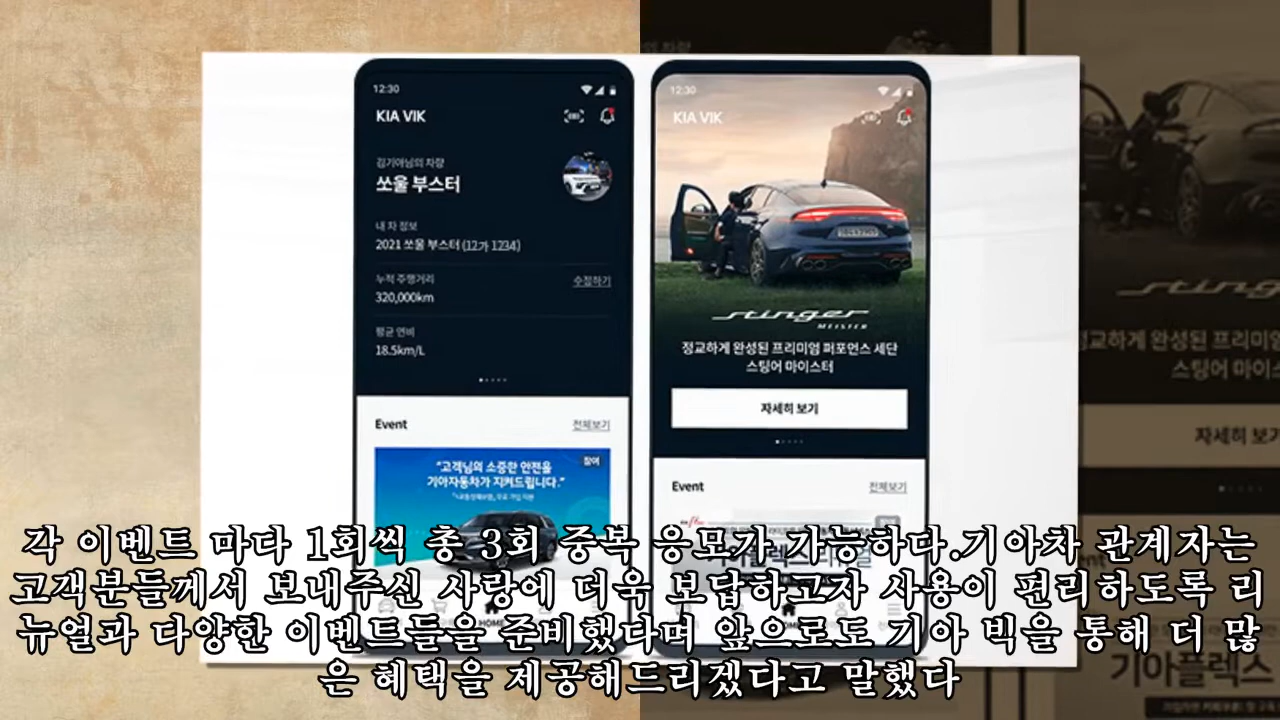 12:30
KIA VIK
김기아님의 차량
쏘울 부스터
내 차 정보
2021 쏘울 부스터 (12가 1234)
누적 주행거리
수정하기
320,000km
평균 연비
18.5km/L
Event
전체보기
"고객님의 소중한 안전을
기아자동차가 지켜드립니다."
참여
12:30
KIA VIK
stinger
MEISTER
정교하게 완성된 프리미엄 퍼포먼스 세단
스팅어 마이스터
자세히 보기
Event
전체보기
정교하게 완성된 프리미엄
스팅어 마이스
자세히 보기
기아플렉스
각 이벤트 마다 1회씩 총 3회 중복 응모가 가능하다.기아차 관계자는
고객분들께서 보내주신 사랑에 더욱 보답하고자 사용이 편리하도록 리
뉴얼과 다양한 이벤트들을 준비했다며 앞으로도 기아 빅을 통해 더 많
은 혜택을 제공해드리겠다고 말했다